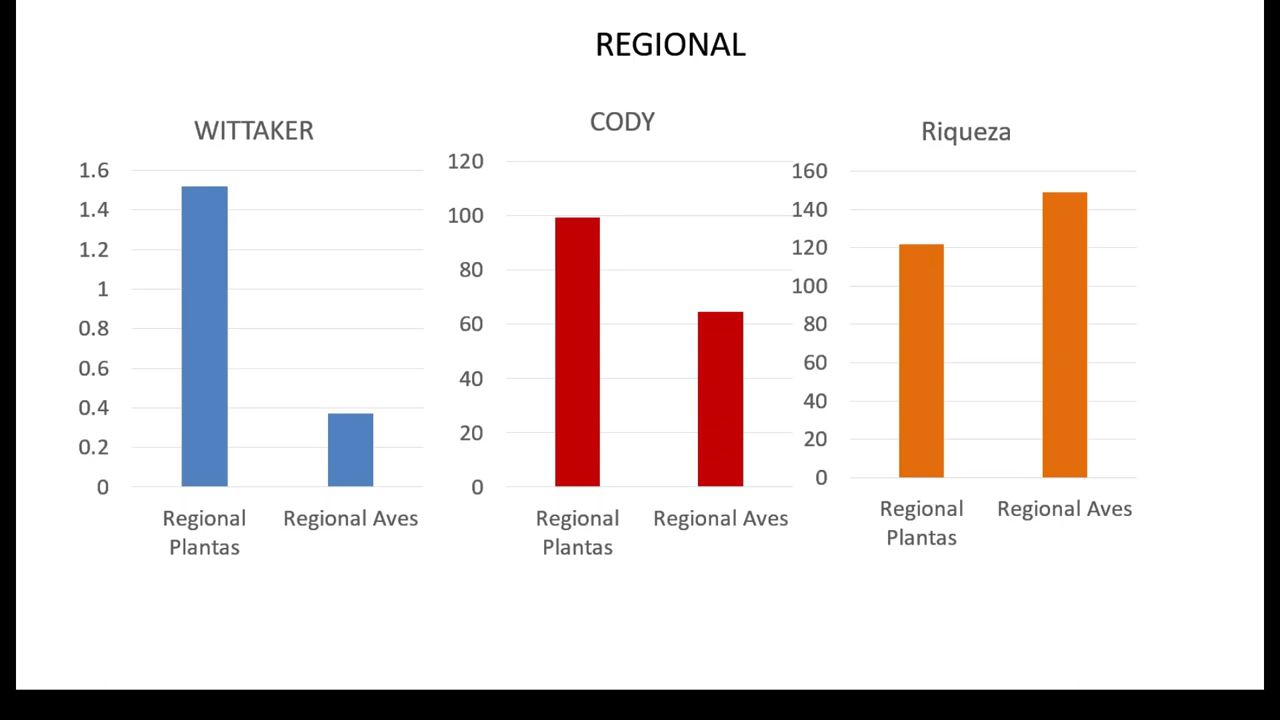 REGIONAL
WITTAKER
1.6
1.4
1.2
1
0.8
0.6
0.4
0.2
0
Regional
Plantas
Regional Aves
CODY
120
100
80
60
40
20
0
Regional
Plantas
Regional Aves
Riqueza
160
140
120
100
80
60
40
20
0
Regional
Plantas
Regional Aves